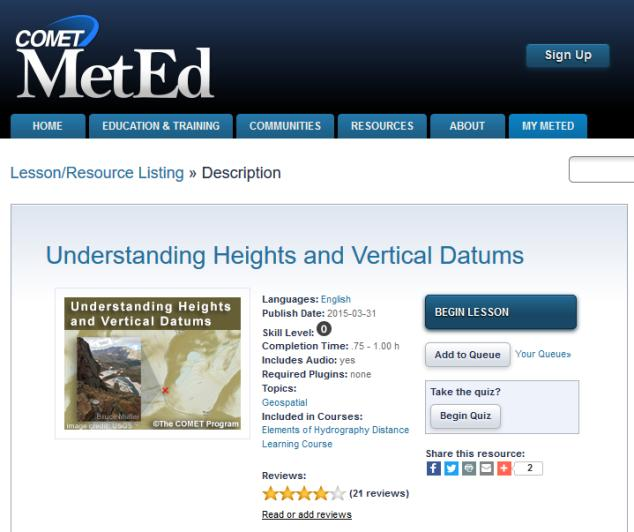 COMET
MetEd
Sign Up
HOME
EDUCATION & TRAINING
COMMUNITIES
RESOURCES
ABOUT
MY METED
Lesson/Resource Listing » Description
Understanding Heights and Vertical Datums
Understanding Heights
and Vertical Datums
Bruce Muller
Image credit: USGS
©The COMET Program
Languages: English
Publish Date: 2015-03-31
Skill Level: 0
Completion Time: .75 - 1.00 h
Includes Audio: yes
Required Plugins: none
Topics:
Geospatial
Included in Courses:
Elements of Hydrography Distance
Learning Course
Reviews:
(21 reviews)
Read or add reviews
BEGIN LESSON
Add to Queue Your Queue»
Take the quiz?
Begin Quiz
Share this resource:
2